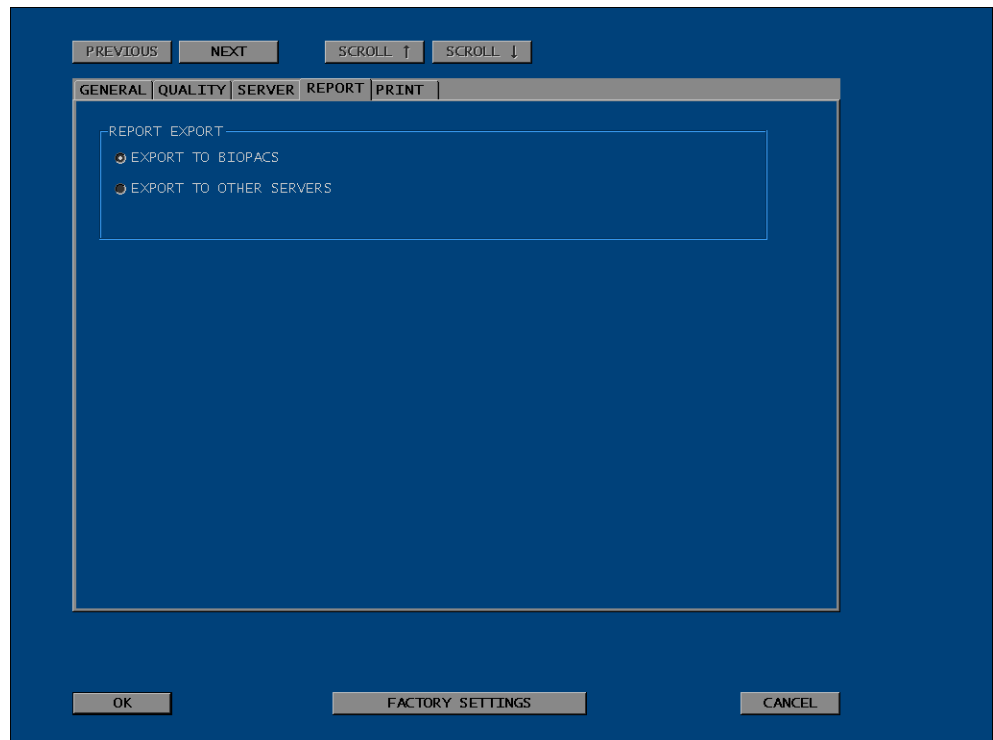 PREVIOUS NEXT SCROLL ↑ SCROLL ↓
GENERAL QUALITY SERVER REPORT PRINT
REPORT EXPORT
EXPORT TO BIOPACS
EXPORT TO OTHER SERVERS
OK FACTORY SETTINGS CANCEL